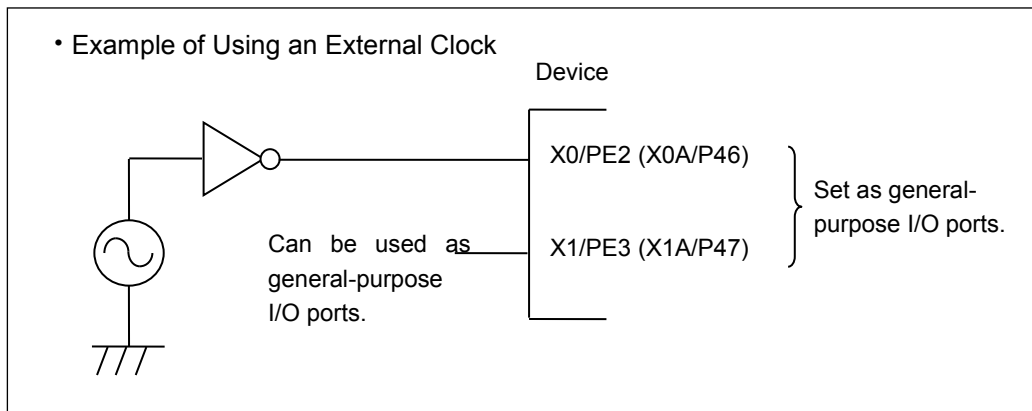 ・Example of Using an External Clock
Device
X0/PE2 (X0A/P46)
Set as general-
purpose I/O ports.
Can be used as
general-purpose
I/O ports.
X1/PE3 (X1A/P47)